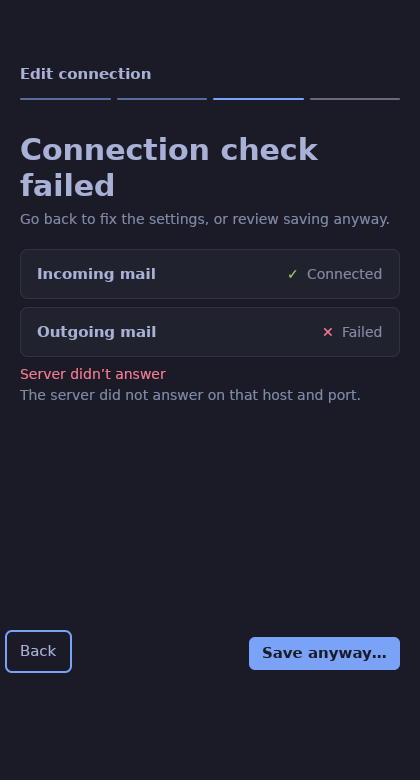 Edit connection
Connection check
failed
Go back to fix the settings, or review saving anyway.
Incoming mail ✓ Connected
Outgoing mail ✕ Failed
Server didn’t answer
The server did not answer on that host and port.
Back Save anyway…